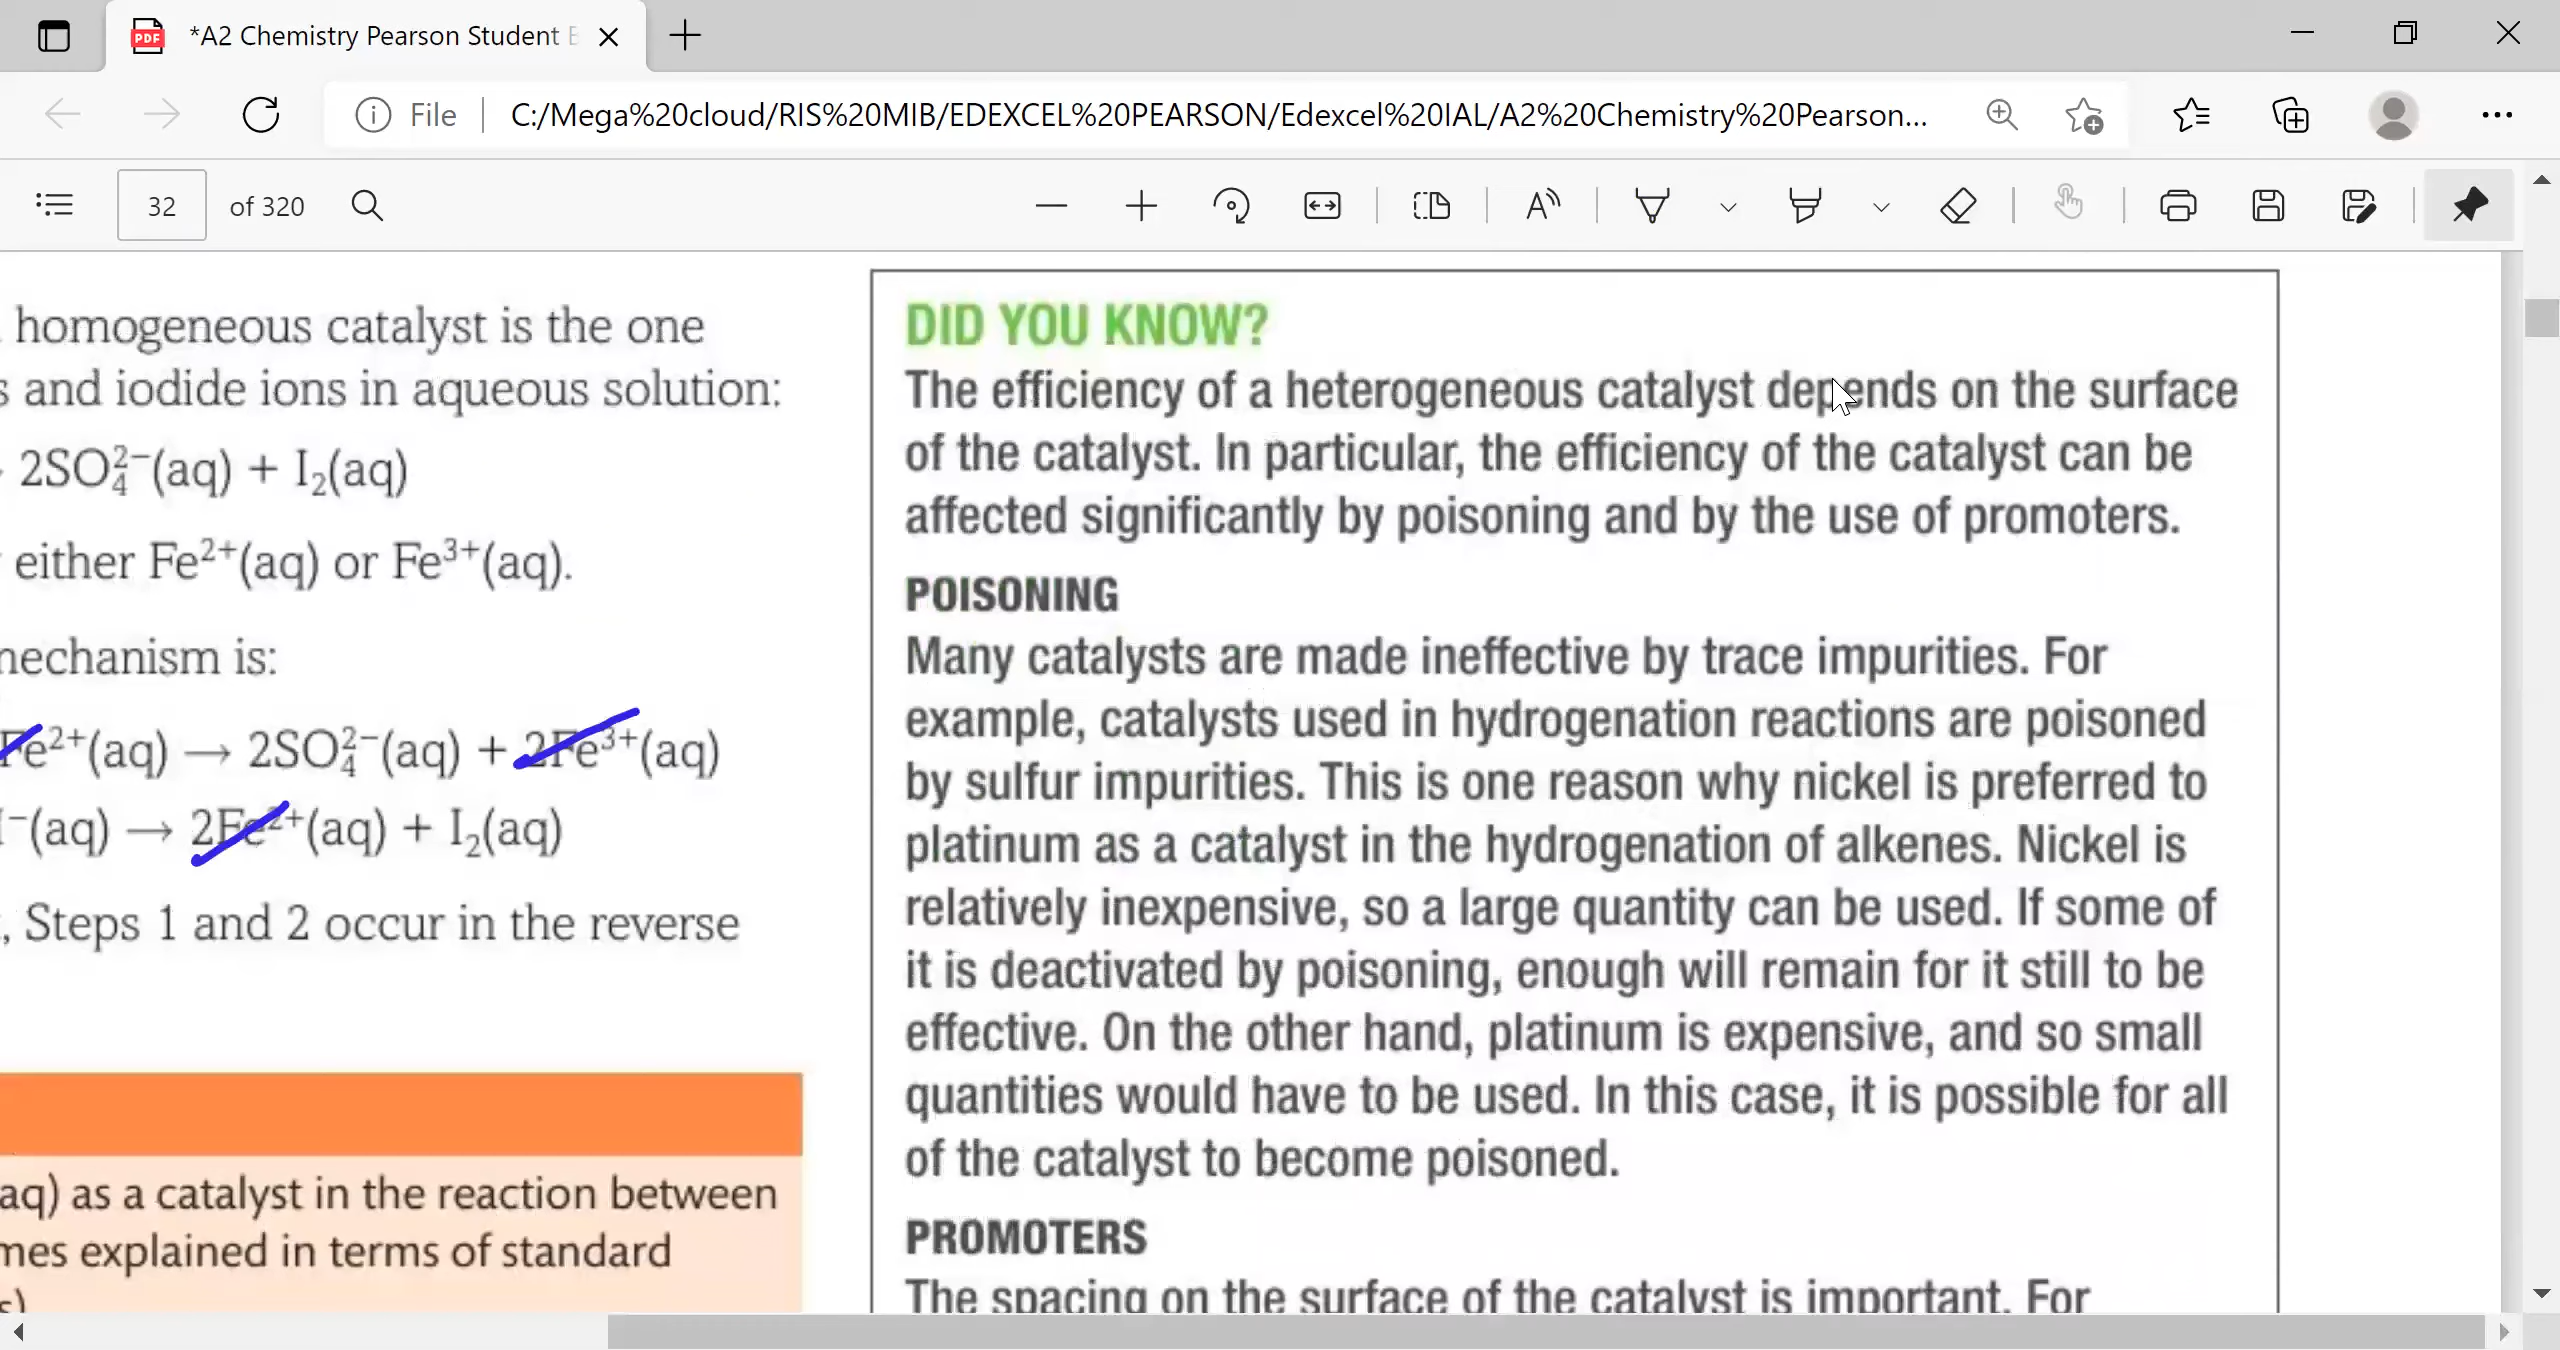 *A2 Chemistry Pearson Student
File
C:/Mega%20cloud/RIS%20MIB/EDEXCEL%20PEARSON/Edexcel%20IAL/A2%20Chemistry%20Pearson...
32 of 320
homogeneous catalyst is the one
s and iodide ions in aqueous solution:
2SO₄²⁻(aq) + I₂(aq)
either Fe²⁺(aq) or Fe³⁺(aq).
mechanism is:
Fe²⁺(aq) → 2SO₄²⁻(aq) + 2Fe³⁺(aq)
I⁻(aq) → 2Fe²⁺(aq) + I₂(aq)
, Steps 1 and 2 occur in the reverse
aq) as a catalyst in the reaction between
mes explained in terms of standard
DID YOU KNOW?
The efficiency of a heterogeneous catalyst depends on the surface
of the catalyst. In particular, the efficiency of the catalyst can be
affected significantly by poisoning and by the use of promoters.
POISONING
Many catalysts are made ineffective by trace impurities. For
example, catalysts used in hydrogenation reactions are poisoned
by sulfur impurities. This is one reason why nickel is preferred to
platinum as a catalyst in the hydrogenation of alkenes. Nickel is
relatively inexpensive, so a large quantity can be used. If some of
it is deactivated by poisoning, enough will remain for it still to be
effective. On the other hand, platinum is expensive, and so small
quantities would have to be used. In this case, it is possible for all
of the catalyst to become poisoned.
PROMOTERS
The spacing on the surface of the catalyst is important. For